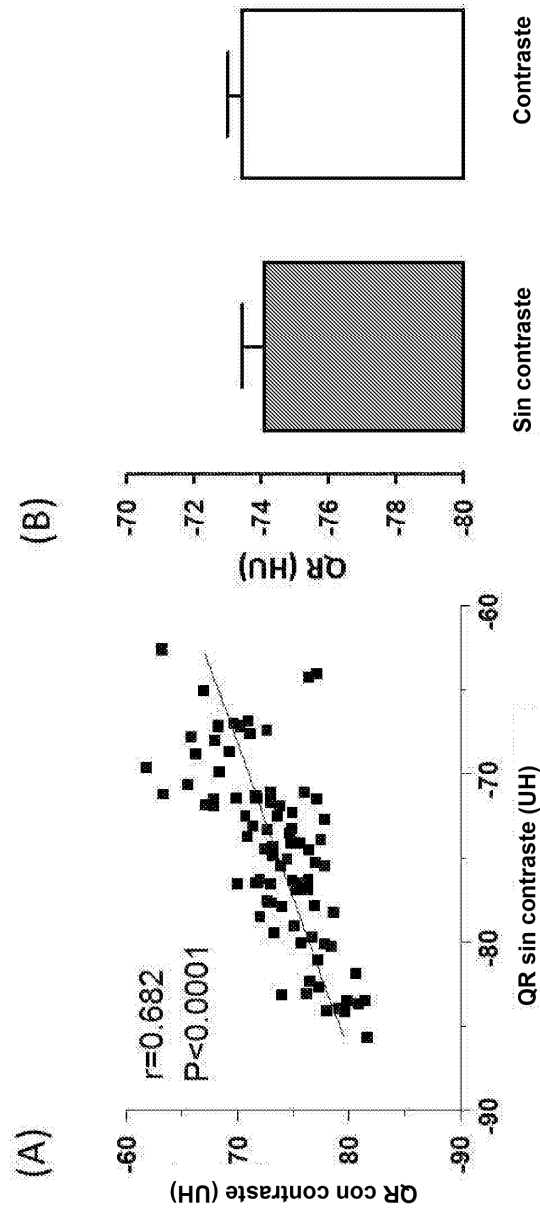 (A)
r=0.682
P<0.0001
QR con contraste (UH)
-60
70
80
-90
-90
-80
-70
-60
QR sin contraste (UH)
(B)
QR (HU)
-70
-72
-74
-76
-78
-80
Sin contraste
Contraste